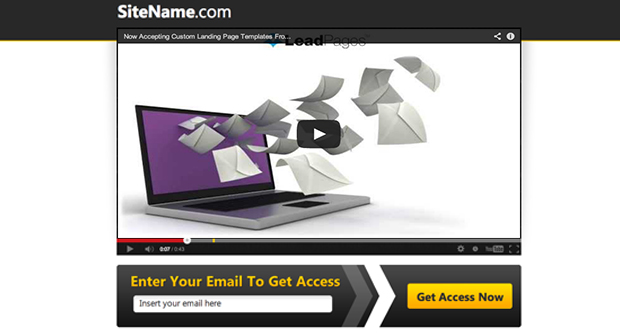 SiteName.com
Now Accepting Custom Landing Page Templates Fro...
LeadPages™
0:07 / 0:43
YouTube
Enter Your Email To Get Access
Insert your email here
Get Access Now